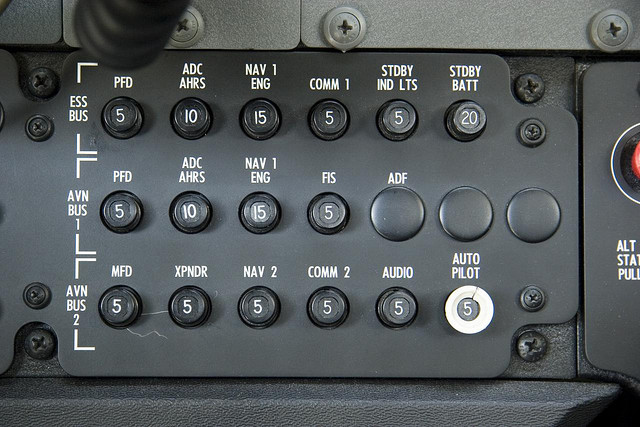 PFD
ADC
AHRS
NAV 1
ENG
COMM 1
STDBY
IND LTS
STDBY
BATT
ESS
BUS
5
10
15
5
5
20
PFD
ADC
AHRS
NAV 1
ENG
FIS
ADF
AVN
BUS
1
5
10
15
5
MFD
XPNDR
NAV 2
COMM 2
AUDIO
AUTO
PILOT
AVN
BUS
2
5
5
5
5
5
5
ALT
STAT
PULL